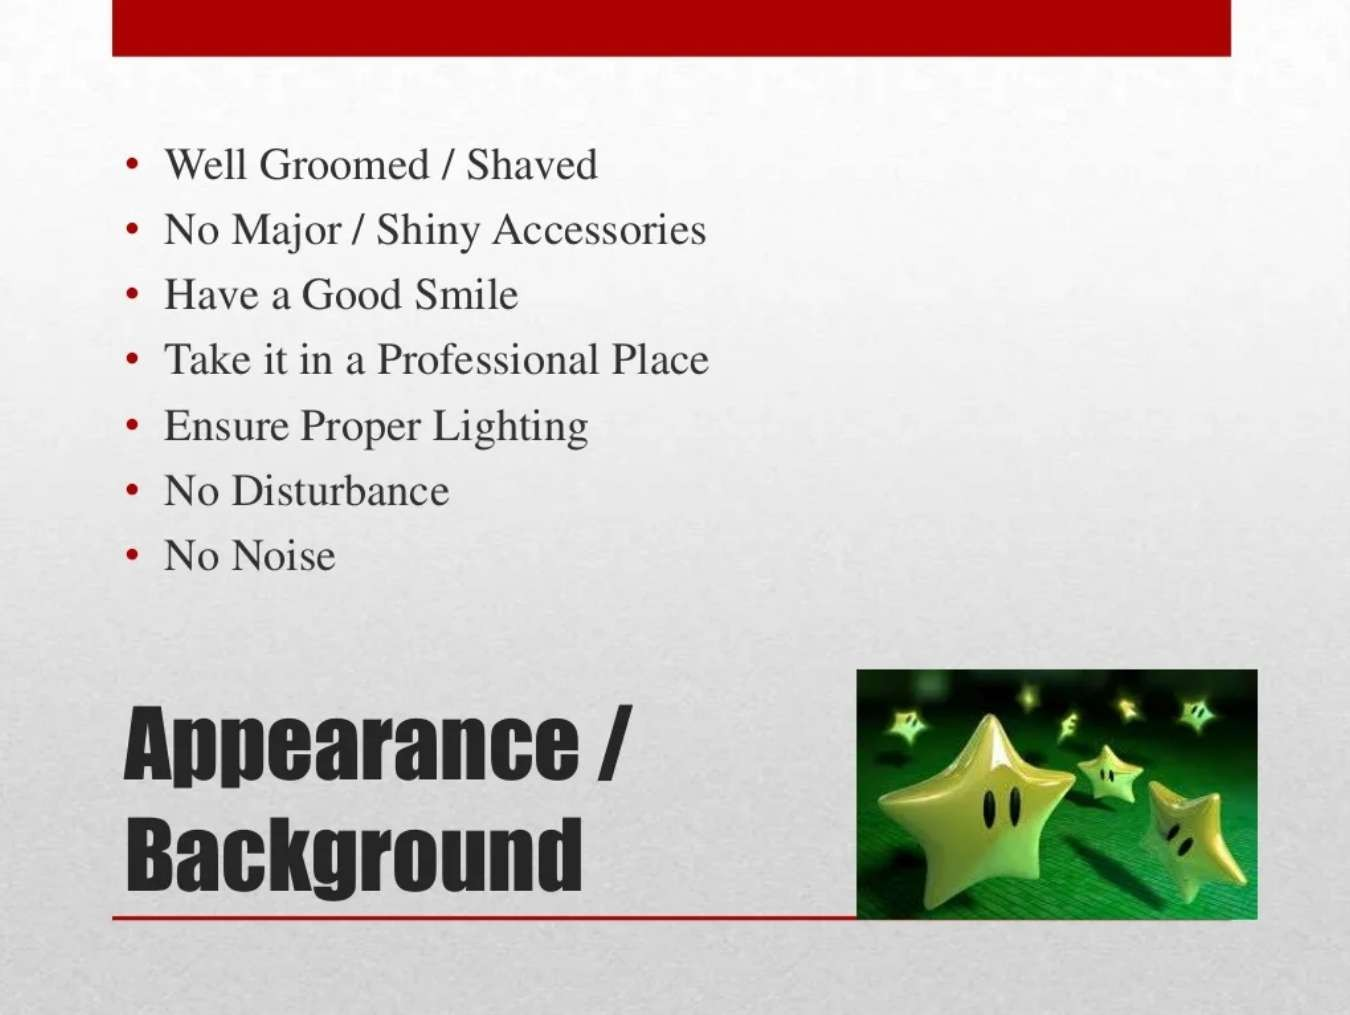 • Well Groomed / Shaved
• No Major / Shiny Accessories
• Have a Good Smile
• Take it in a Professional Place
• Ensure Proper Lighting
• No Disturbance
• No Noise
Appearance /
Background